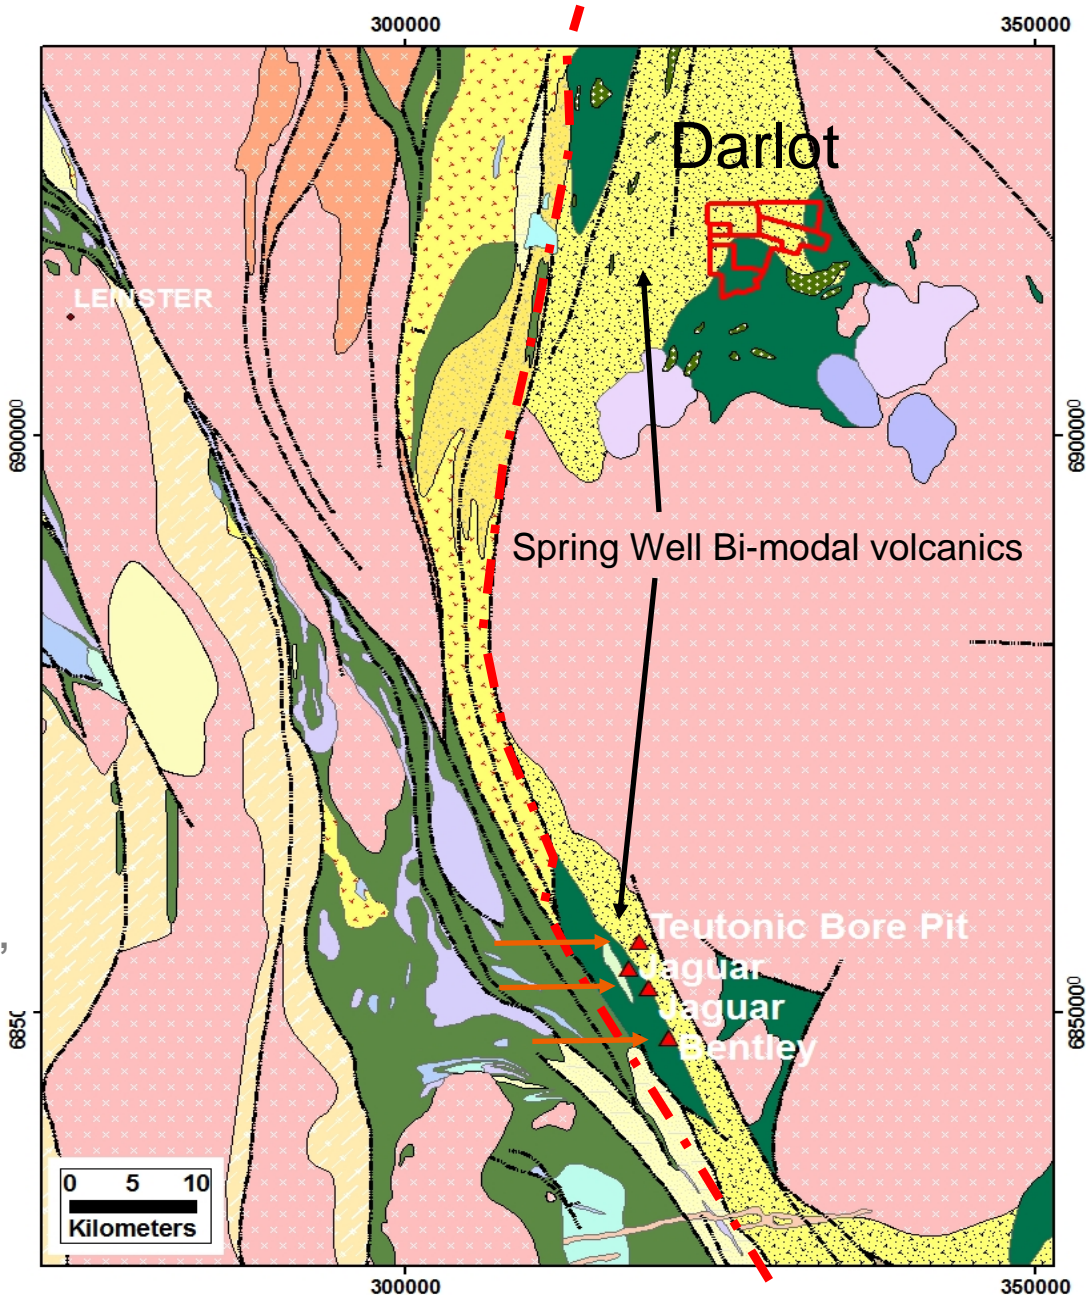 300000 350000
Darlot
LEINSTER
6900000 6900000
Spring Well Bi-modal volcanics
Teutonic Bore Pit
Jaguar
Jaguar
Bentley
,
685( 6850000
0 5 10
Kilometers
300000 350000